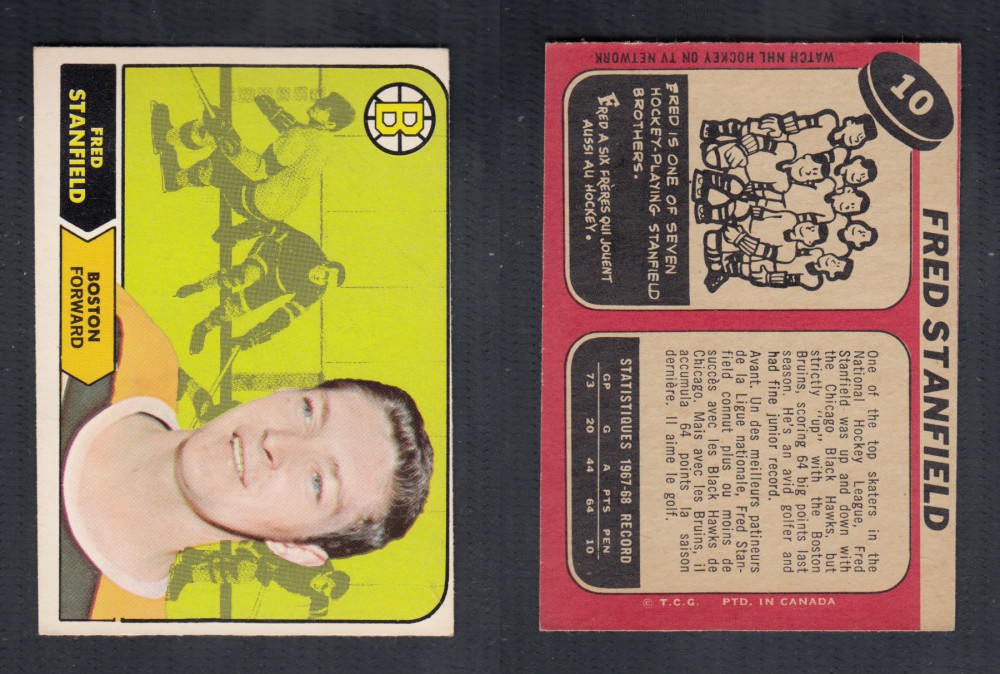 B
FRED
STANFIELD
BOSTON
FORWARD
10
FRED STANFIELD
WATCH NHL HOCKEY ON TV NETWORK
FRED IS ONE OF SEVEN
HOCKEY-PLAYING STANFIELD
BROTHERS.
FRED A SIX FRÈRES QUI JOUENT
AUSSI AU HOCKEY.
One of the top skaters in the
National Hockey League, Fred
Stanfield was up and down with
the Chicago Black Hawks, but
strictly "up" with the Boston
Bruins, scoring 64 big points last
season. He's an avid golfer and
had fine junior record.
Avant. Un des meilleurs patineurs
de la Ligue nationale, Fred Stan-
field connut plus ou moins de
succès avec les Black Hawks de
Chicago. Mais avec les Bruins, il
accumula 64 points la saison
dernière. Il aime le golf.
STATISTIQUES 1967-68 RECORD
GP G A PTS PEN
73 20 44 64 10
© T.C.G. PTD. IN CANADA